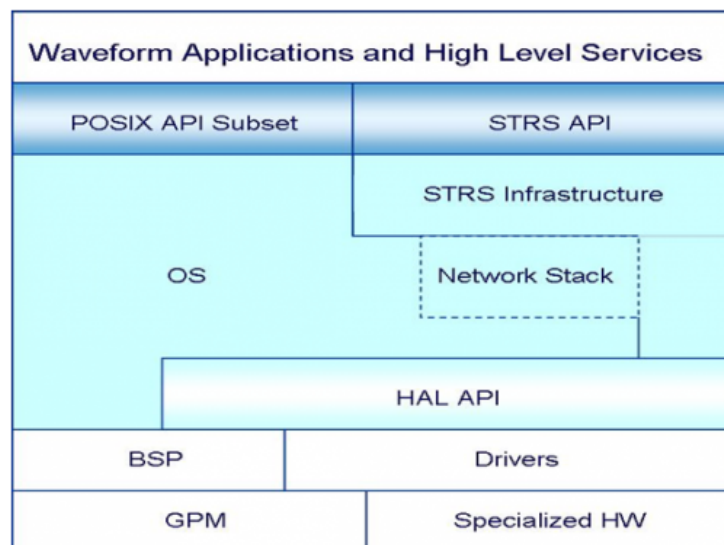 Waveform Applications and High Level Services
POSIX API Subset
STRS API
STRS Infrastructure
OS
Network Stack
HAL API
BSP
Drivers
GPM
Specialized HW